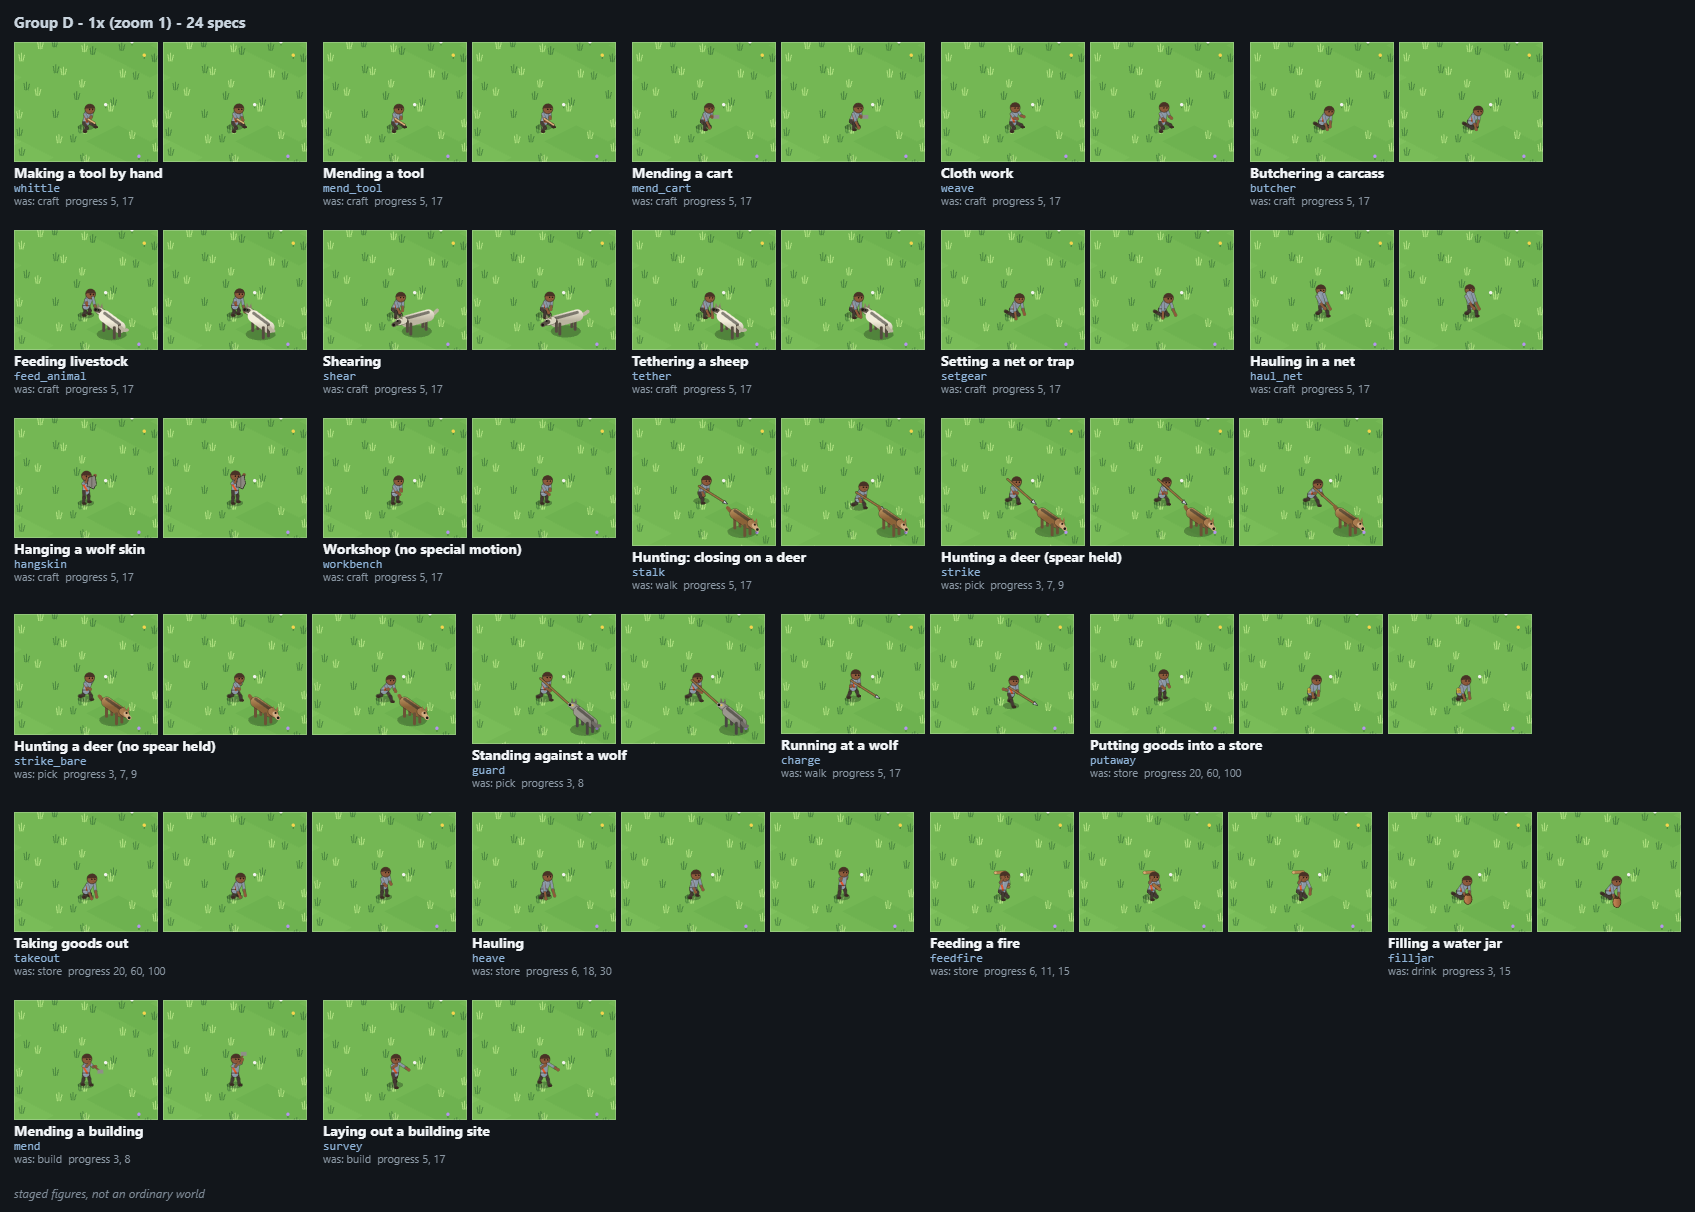 Group D - 1x (zoom 1) - 24 specs
Making a tool by hand
whittle
was: craft progress 5, 17
Mending a tool
mend_tool
was: craft progress 5, 17
Mending a cart
mend_cart
was: craft progress 5, 17
Cloth work
weave
was: craft progress 5, 17
Butchering a carcass
butcher
was: craft progress 5, 17
Feeding livestock
feed_animal
was: craft progress 5, 17
Shearing
shear
was: craft progress 5, 17
Tethering a sheep
tether
was: craft progress 5, 17
Setting a net or trap
setgear
was: craft progress 5, 17
Hauling in a net
haul_net
was: craft progress 5, 17
Hanging a wolf skin
hangskin
was: craft progress 5, 17
Workshop (no special motion)
workbench
was: craft progress 5, 17
Hunting: closing on a deer
stalk
was: walk progress 5, 17
Hunting a deer (spear held)
strike
was: pick progress 3, 7, 9
Hunting a deer (no spear held)
strike_bare
was: pick progress 3, 7, 9
Standing against a wolf
guard
was: pick progress 3, 8
Running at a wolf
charge
was: walk progress 5, 17
Putting goods into a store
putaway
was: store progress 20, 60, 100
Taking goods out
takeout
was: store progress 20, 60, 100
Hauling
heave
was: store progress 6, 18, 30
Feeding a fire
feedfire
was: store progress 6, 11, 15
Filling a water jar
filljar
was: drink progress 3, 15
Mending a building
mend
was: build progress 3, 8
Laying out a building site
survey
was: build progress 5, 17
staged figures, not an ordinary world